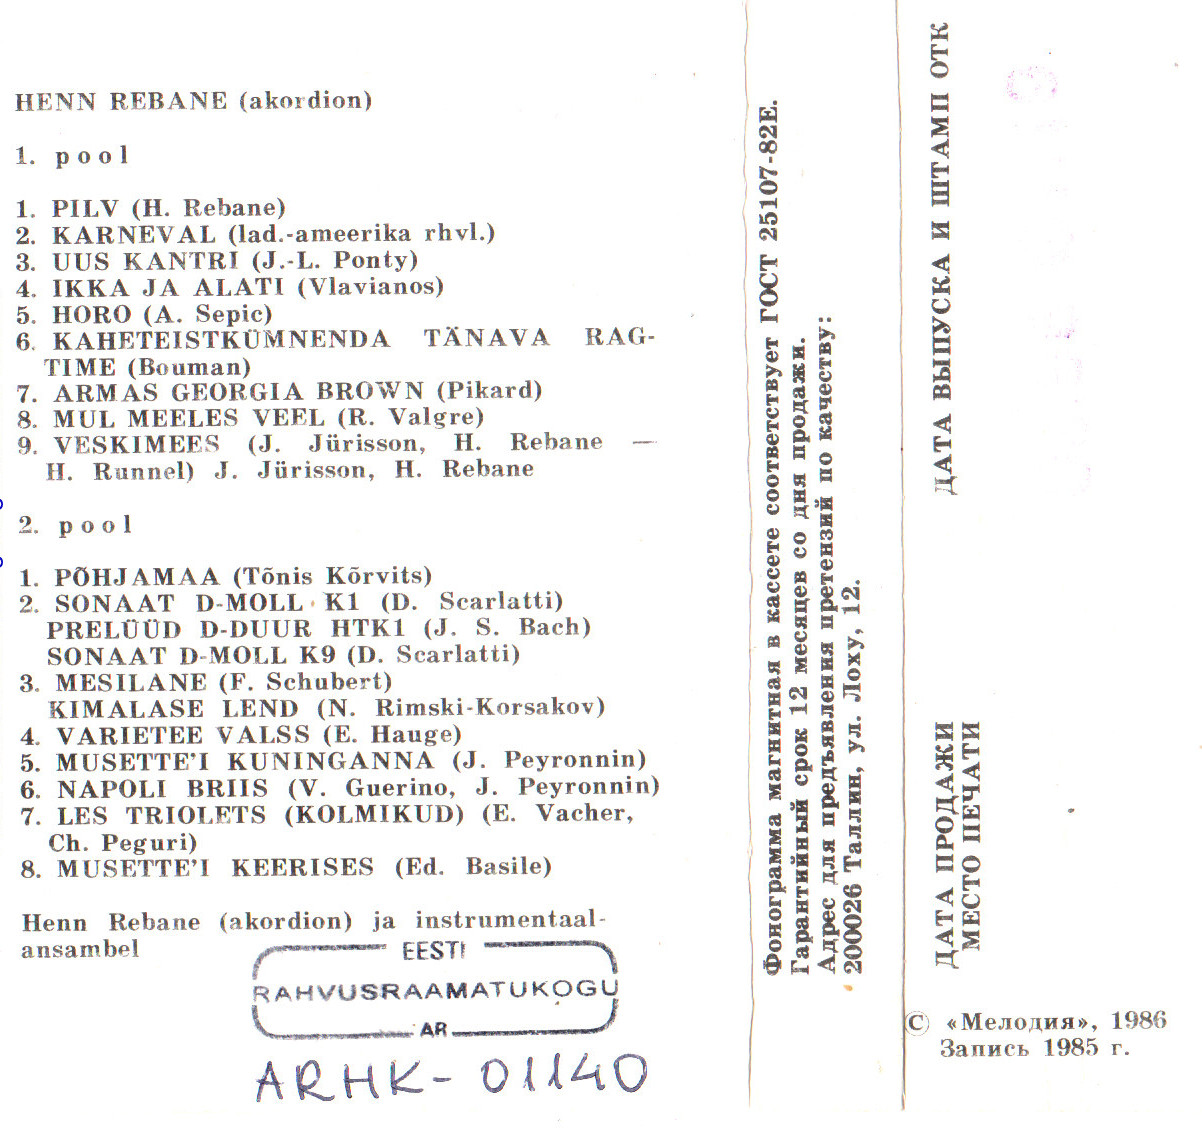 HENN REBANE (akordion)
1. pool
1. PILV (H. Rebane)
2. KARNEVAL (lad.-ameerika rhvl.)
3. UUS KANTRI (J.-L. Ponty)
4. IKKA JA ALATI (Vlavianos)
5. HORO (A. Sepic)
6. KAHETEISTKÜMNENDA TÄNAVA RAG-
TIME (Bouman)
7. ARMAS GEORGIA BROWN (Pikard)
8. MUL MEELES VEEL (R. Valgre)
9. VESKIMEES (J. Jürisson, H. Rebane —
H. Runnel) J. Jürisson, H. Rebane
2. pool
1. PÕHJAMAA (Tõnis Kõrvits)
2. SONAAT D-MOLL K1 (D. Scarlatti)
PRELÜÜD D-DUUR HTK1 (J. S. Bach)
SONAAT D-MOLL K9 (D. Scarlatti)
3. MESILANE (F. Schubert)
KIMALASE LEND (N. Rimski-Korsakov)
4. VARIETEE VALSS (E. Hauge)
5. MUSETTE'I KUNINGANNA (J. Peyronnin)
6. NAPOLI BRIIS (V. Guerino, J. Peyronnin)
7. LES TRIOLETS (KOLMIKUD) (E. Vacher,
Ch. Peguri)
8. MUSETTE'I KEERISES (Ed. Basile)
Henn Rebane (akordion) ja instrumentaal-
ansambel
EESTI
RAHVUSRAAMATUKOGU
AR
ARHK-01140
Фонограмма магнитная в кассете соответствует ГОСТ 25107-82Е.
Гарантийный срок 12 месяцев со дня продажи.
Адрес для предъявления претензий по качеству:
200026 Таллин, ул. Лоху, 12.
ДАТА ВЫПУСКА И ШТАМП ОТК
ДАТА ПРОДАЖИ
МЕСТО ПЕЧАТИ
© «Мелодия», 1986
Запись 1985 г.